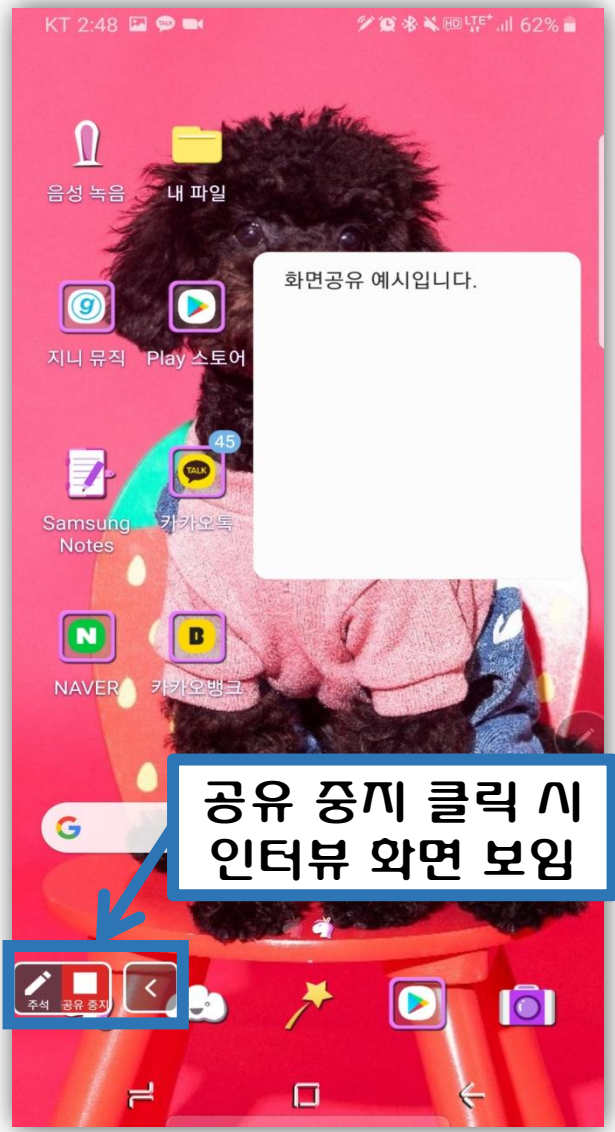 KT 2:48
HD LTE+ 62%
음성 녹음 내 파일
화면공유 예시입니다.
g
지니 뮤직 Play 스토어
45
TALK
Samsung Notes
카카오톡
N B
NAVER 카카오뱅크
공유 중지 클릭 시
인터뷰 화면 보임
G
주석 공유 중지